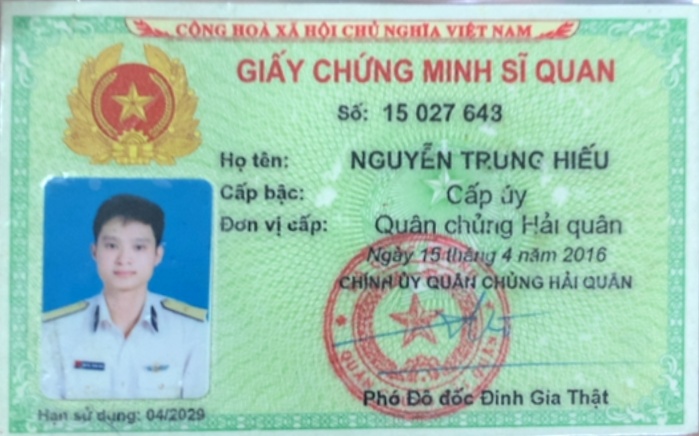 CỘNG HOÀ XÃ HỘI CHỦ NGHĨA VIỆT NAM
GIẤY CHỨNG MINH SĨ QUAN
Số: 15 027 643
Họ tên: NGUYỄN TRUNG HIẾU
Cấp bậc: Cấp úy
Đơn vị cấp: Quân chủng Hải quân
Ngày 15 tháng 4 năm 2016
CHÍNH ỦY QUÂN CHỦNG HẢI QUÂN
Phó Đô đốc Đinh Gia Thật
Hạn sử dụng: 04/2029